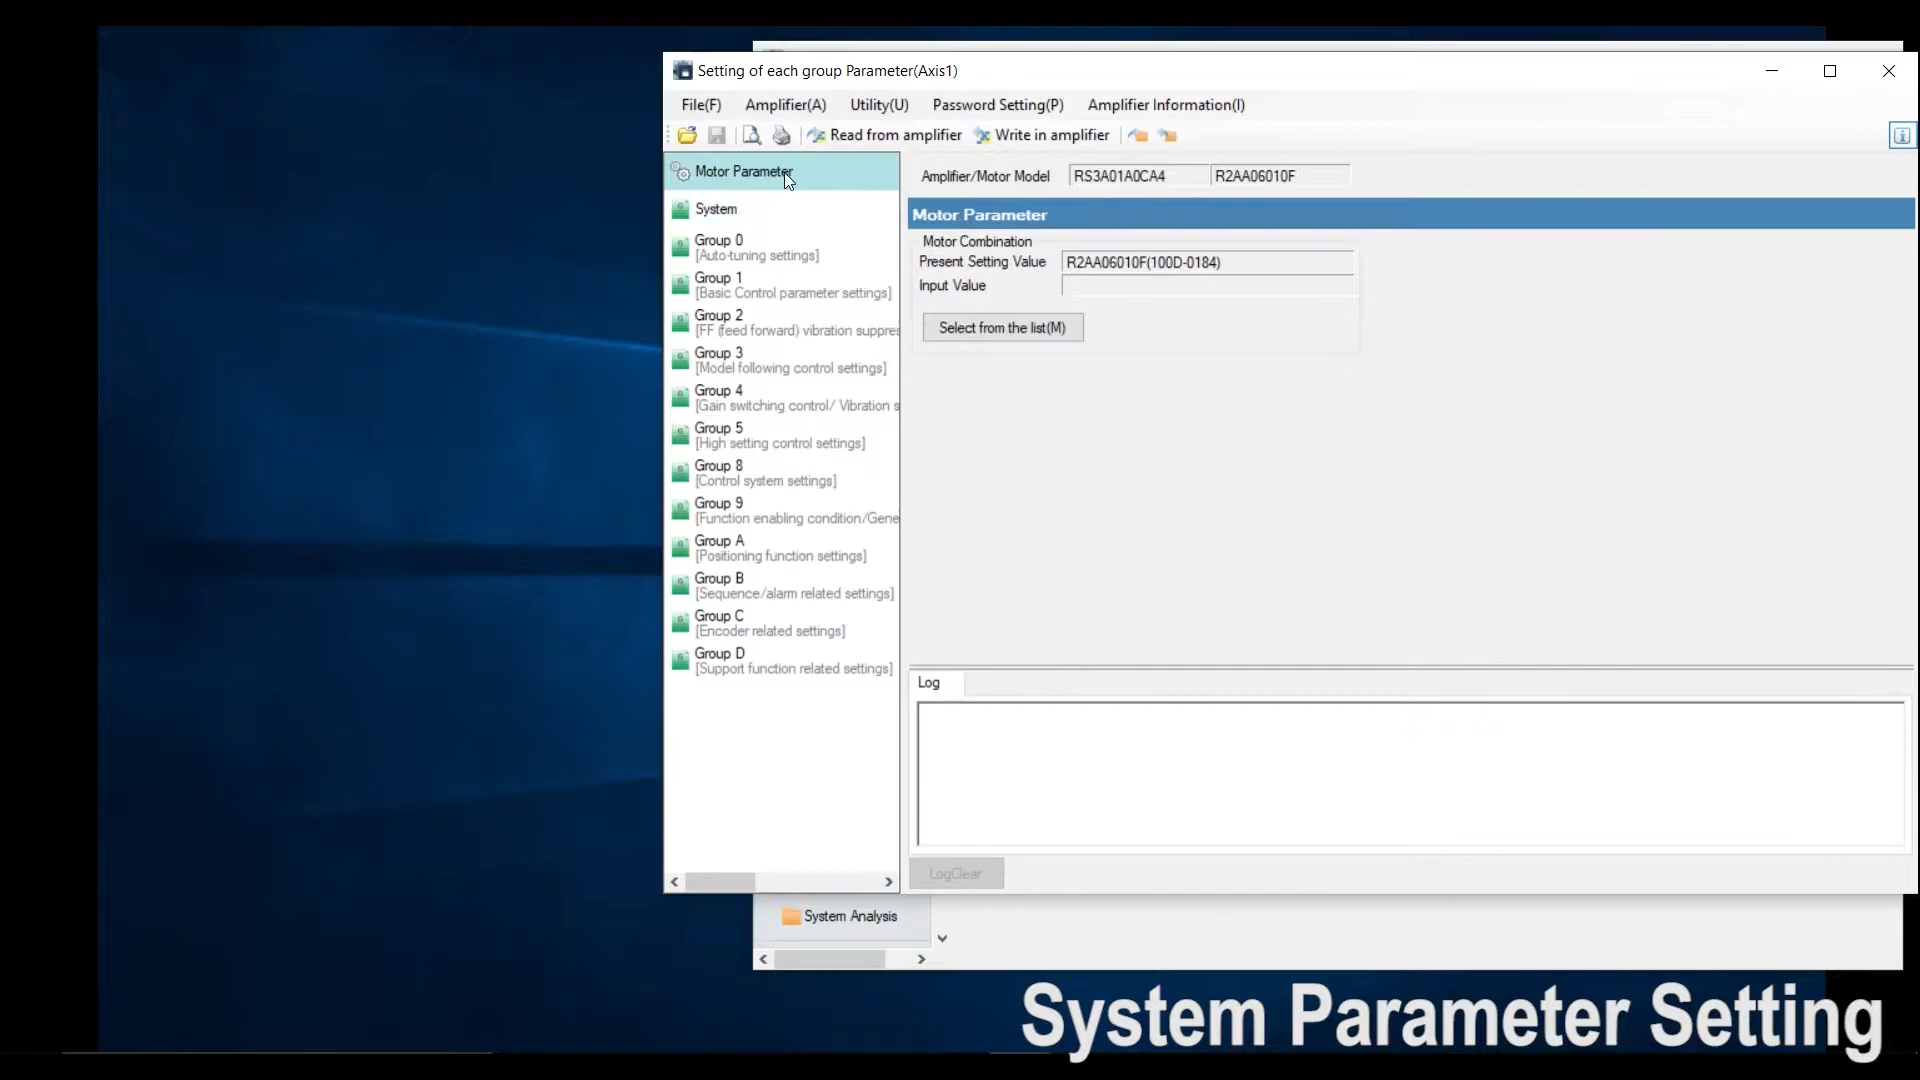 Setting of each group Parameter(Axis1)
File(F) Amplifier(A) Utility(U) Password Setting(P) Amplifier Information(I)
Read from amplifier Write in amplifier
Motor Parameter
System
Group 0
[Auto-tuning settings]
Group 1
[Basic Control parameter settings]
Group 2
[FF (feed forward) vibration suppres
Group 3
[Model following control settings]
Group 4
[Gain switching control/ Vibration s
Group 5
[High setting control settings]
Group 8
[Control system settings]
Group 9
[Function enabling condition/Gene
Group A
[Positioning function settings]
Group B
[Sequence/alarm related settings]
Group C
[Encoder related settings]
Group D
[Support function related settings]
Amplifier/Motor Model RS3A01A0CA4 R2AA06010F
Motor Parameter
Motor Combination
Present Setting Value R2AA06010F(100D-0184)
Input Value
Select from the list(M)
Log
LogClear
System Analysis
System Parameter Setting